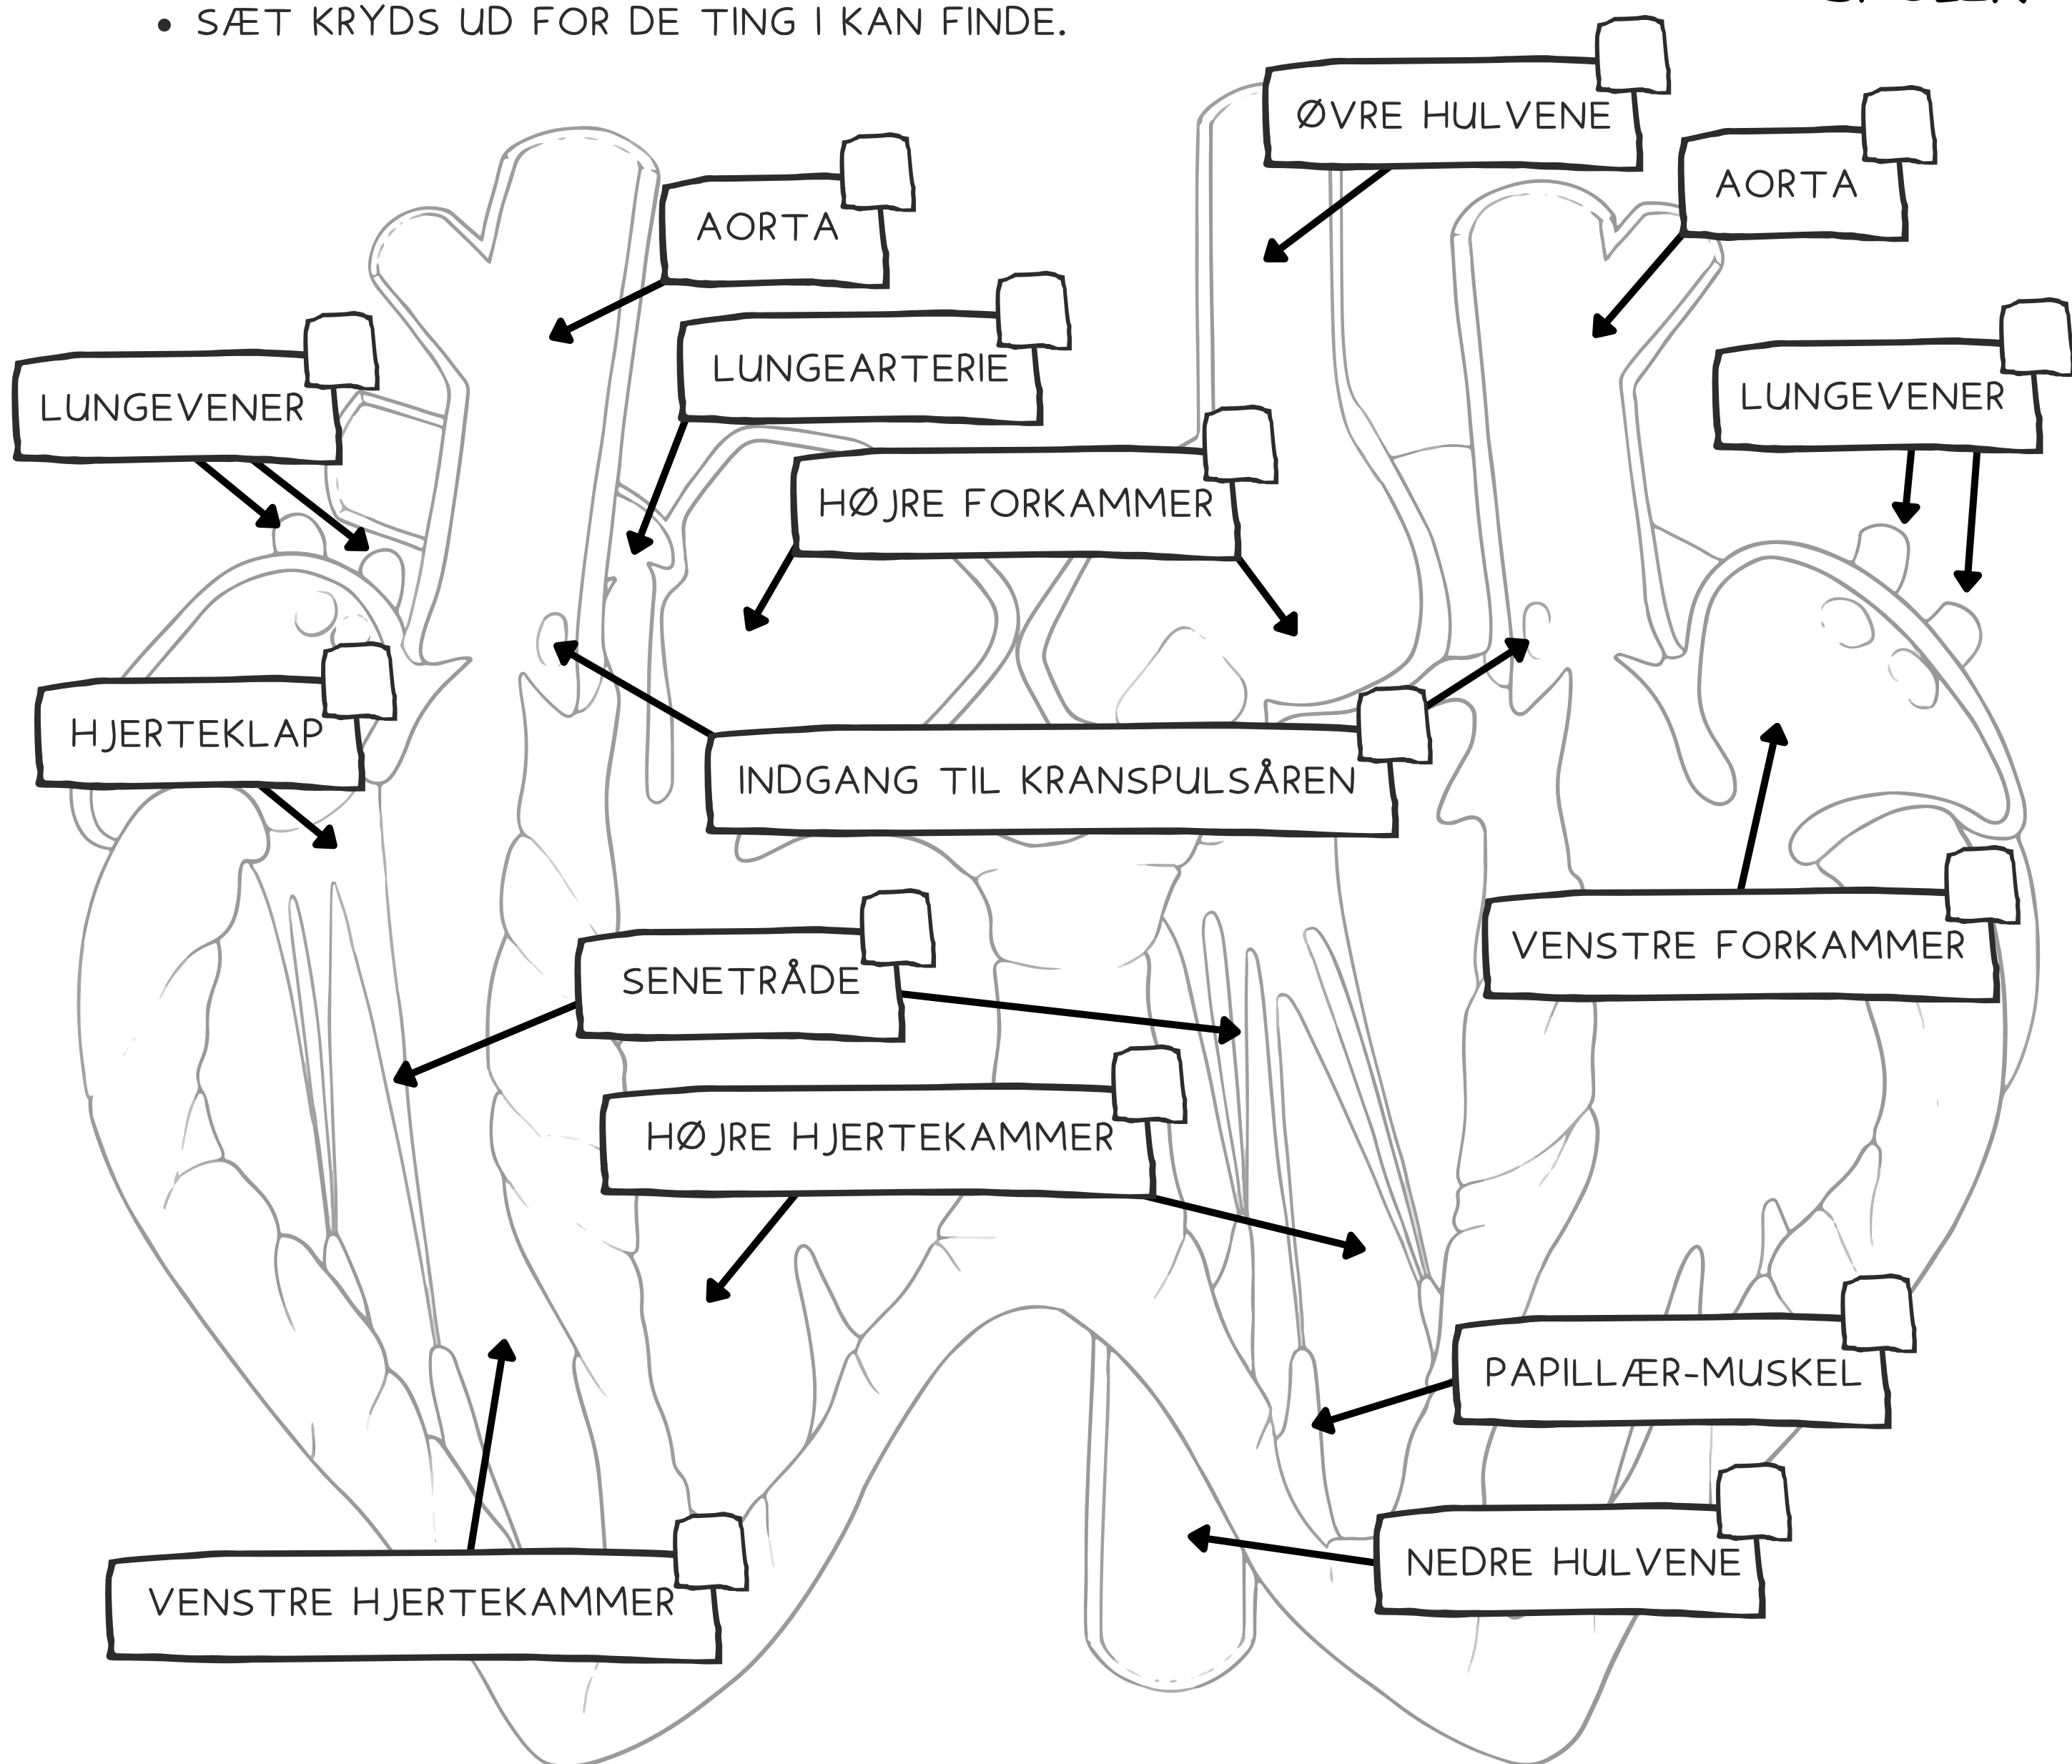 • SÆT KRYDS UD FOR DE TING I KAN FINDE.
ØVRE HULVENE
AORTA
AORTA
LUNGEARTERIE
LUNGEVENER
LUNGEVENER
HØJRE FORKAMMER
HJERTEKLAP
INDGANG TIL KRANSPULSÅREN
VENSTRE FORKAMMER
SENETRÅDE
HØJRE HJERTEKAMMER
PAPILLÆR-MUSKEL
NEDRE HULVENE
VENSTRE HJERTEKAMMER